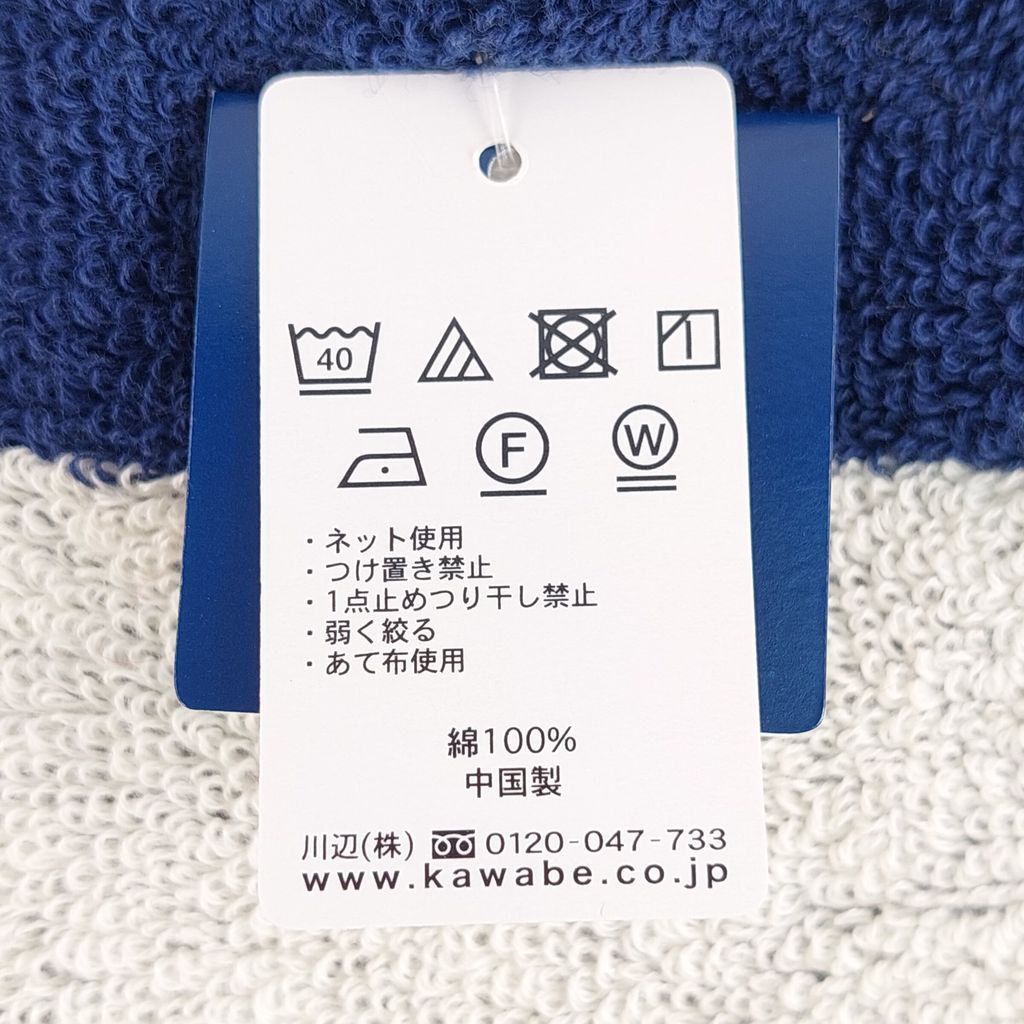 40
F W
・ネット使用
・つけ置き禁止
・1点止めつり干し禁止
・弱く絞る
・あて布使用
綿100%
中国製
川辺(株) 0120-047-733
www.kawabe.co.jp